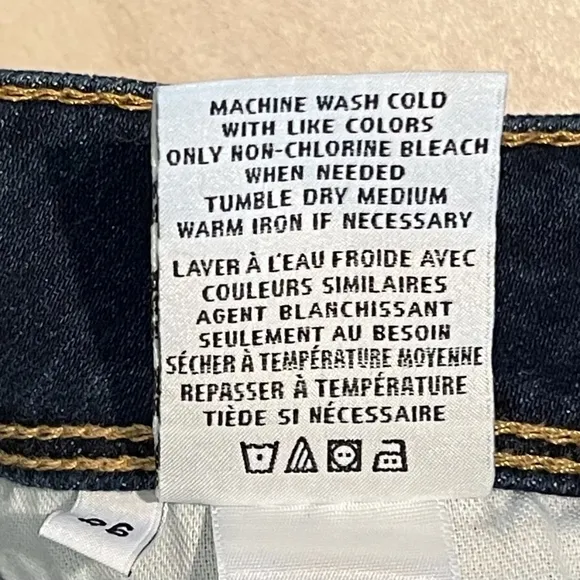 MACHINE WASH COLD
WITH LIKE COLORS
ONLY NON-CHLORINE BLEACH
WHEN NEEDED
TUMBLE DRY MEDIUM
WARM IRON IF NECESSARY
LAVER À L'EAU FROIDE AVEC
COULEURS SIMILAIRES
AGENT BLANCHISSANT
SEULEMENT AU BESOIN
SÉCHER À TEMPÉRATURE MOYENNE
REPASSER À TEMPÉRATURE
TIÈDE SI NÉCESSAIRE